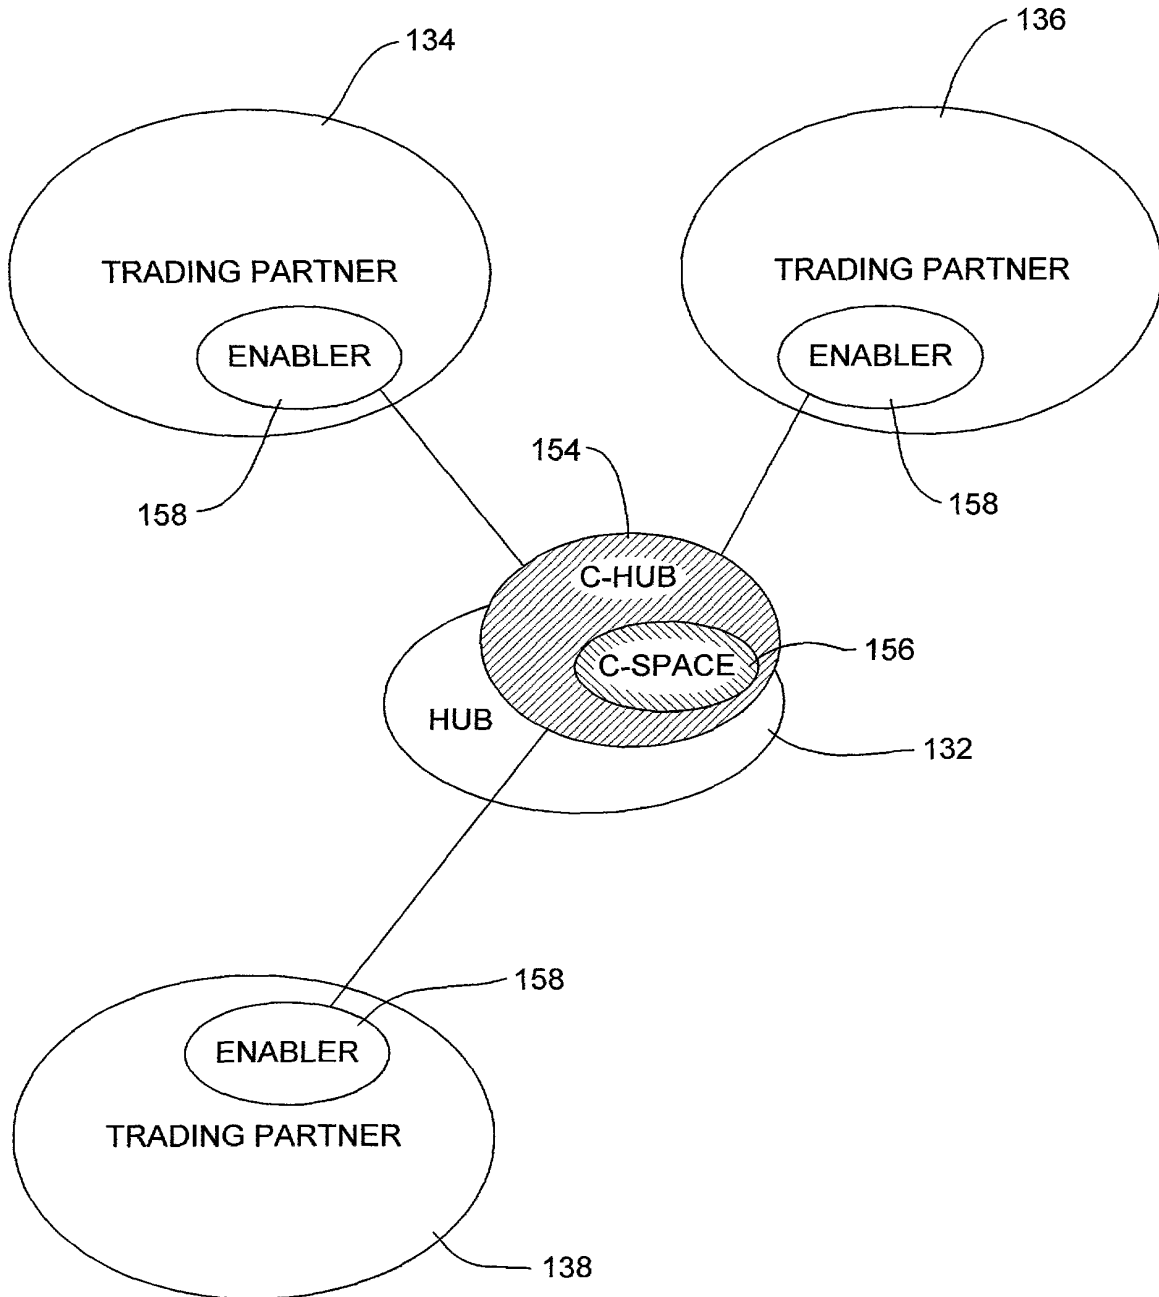 134
136
TRADING PARTNER
TRADING PARTNER
ENABLER
ENABLER
154
158
158
C-HUB
C-SPACE
156
HUB
132
158
ENABLER
TRADING PARTNER
138